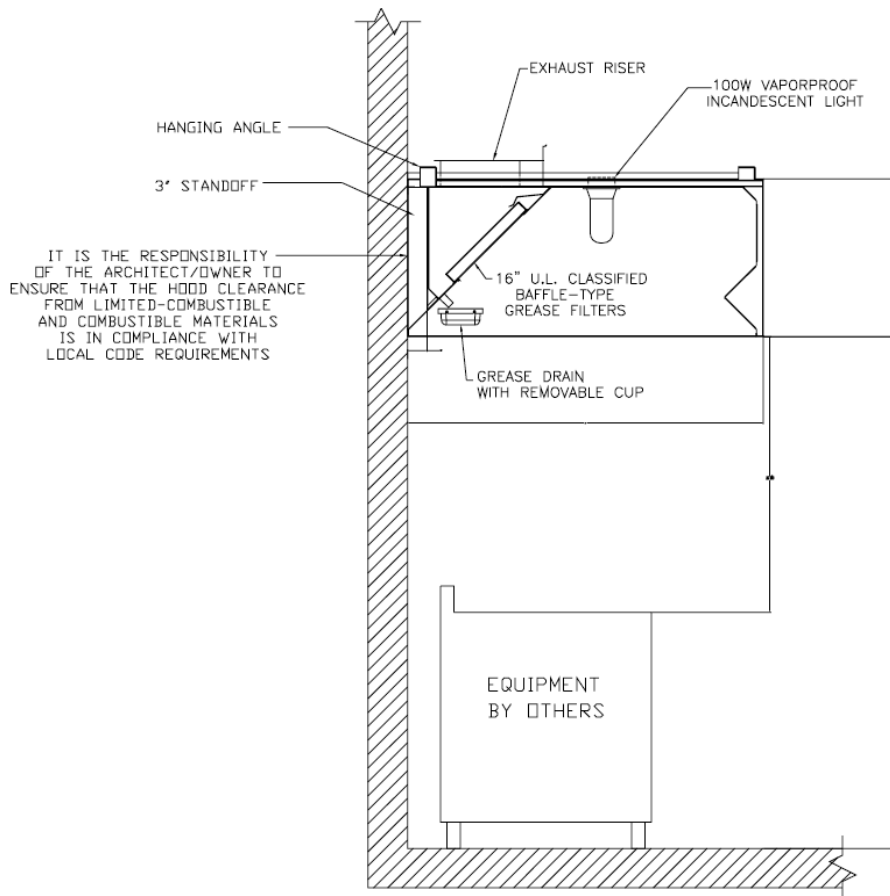 EXHAUST RISER
100W VAPORPROOF
INCANDESCENT LIGHT
HANGING ANGLE
3" STANDOFF
IT IS THE RESPONSIBILITY
OF THE ARCHITECT/OWNER TO
ENSURE THAT THE HOOD CLEARANCE
FROM LIMITED-COMBUSTIBLE
AND COMBUSTIBLE MATERIALS
IS IN COMPLIANCE WITH
LOCAL CODE REQUIREMENTS
16" U.L. CLASSIFIED
BAFFLE-TYPE
GREASE FILTERS
GREASE DRAIN
WITH REMOVABLE CUP
EQUIPMENT
BY OTHERS